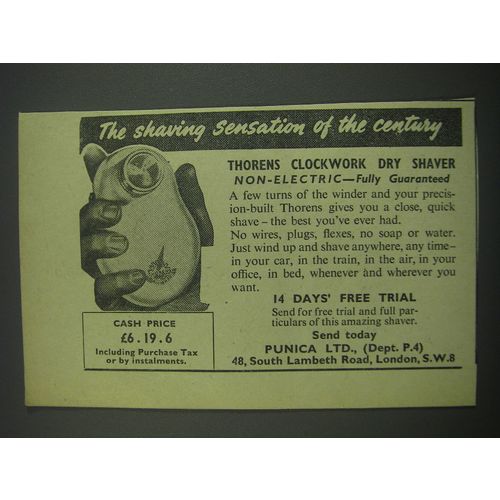 The shaving sensation of the century
THORENS CLOCKWORK DRY SHAVER
NON-ELECTRIC—Fully Guaranteed
A few turns of the winder and your precis-
ion-built Thorens gives you a close, quick
shave – the best you've ever had.
No wires, plugs, flexes, no soap or water.
Just wind up and shave anywhere, any time–
in your car, in the train, in the air, in your
office, in bed, whenever and wherever you
want.
14 DAYS' FREE TRIAL
Send for free trial and full par-
ticulars of this amazing shaver.
Send today
PUNICA LTD., (Dept. P.4)
48, South Lambeth Road, London, S.W.8
CASH PRICE
£6.19.6
Including Purchase Tax
or by instalments.